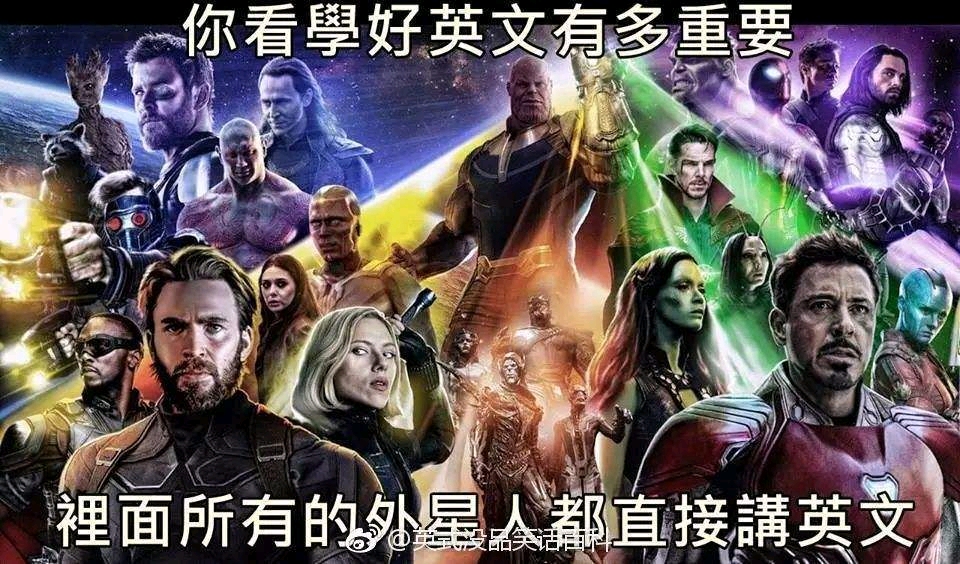 你看學好英文有多重要
裡面所有的外星人都直接講英文
@英式没品笑话百科